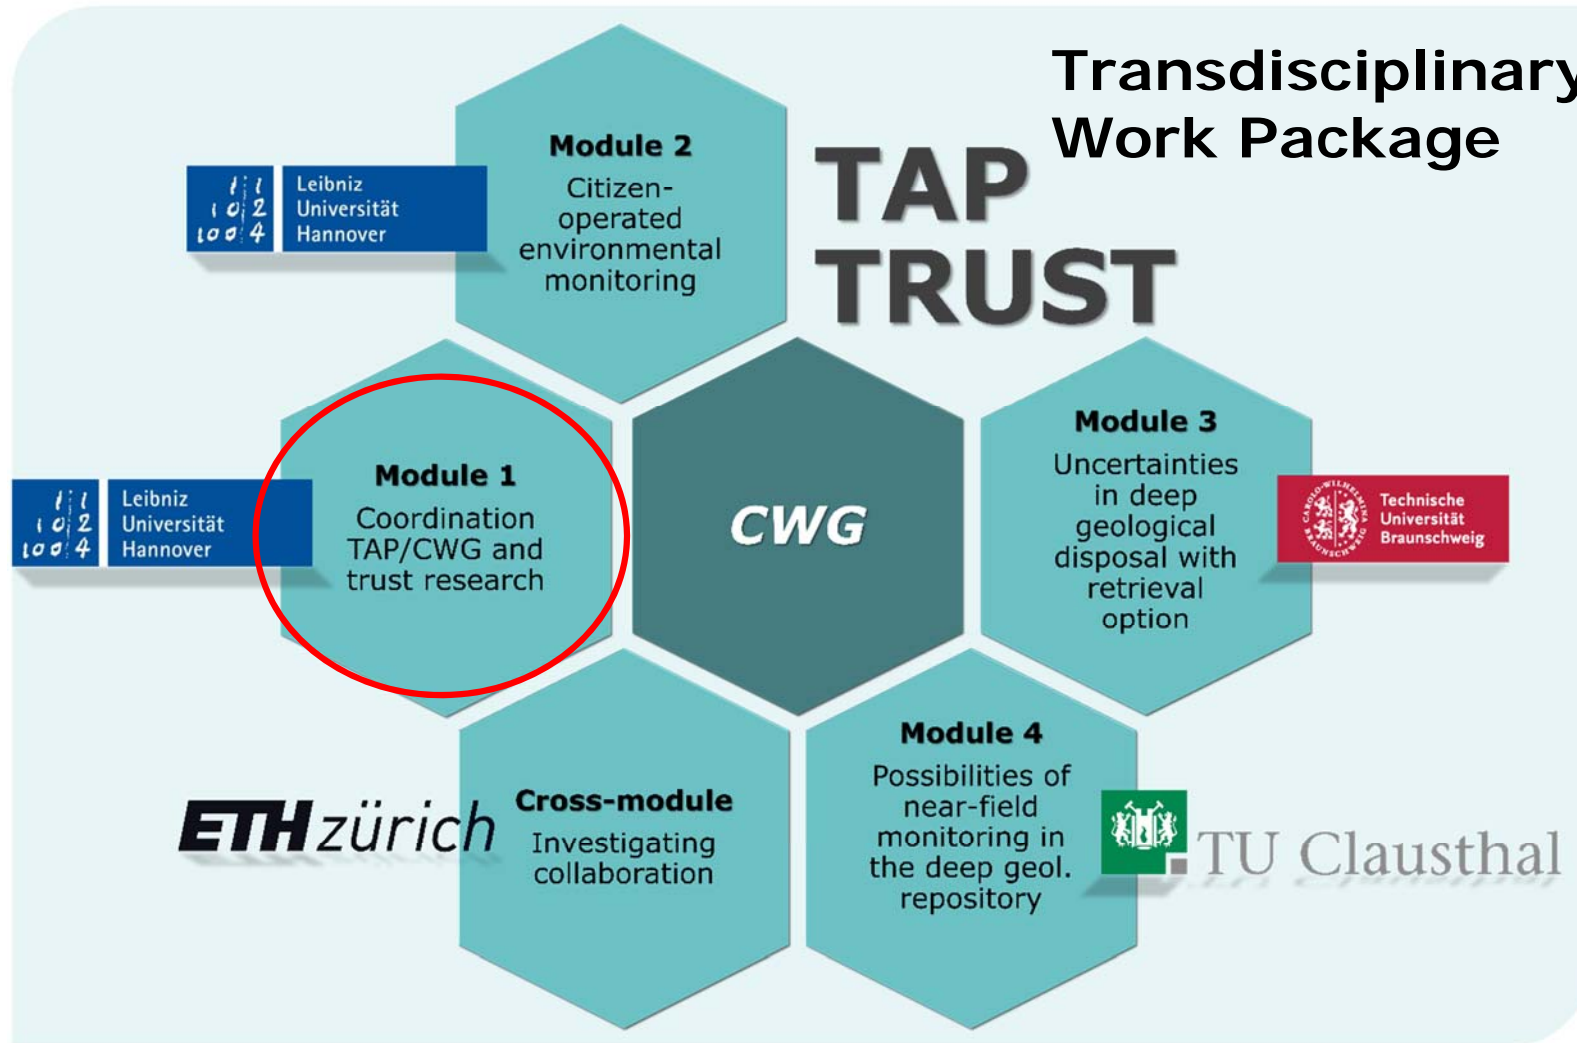 Transdisciplinary
Work Package
TAP
TRUST
Module 2
Citizen-
operated
environmental
monitoring
Leibniz
Universität
Hannover
Module 1
Coordination
TAP/CWG and
trust research
Leibniz
Universität
Hannover
CWG
Module 3
Uncertainties
in deep
geological
disposal with
retrieval
option
Technische
Universität
Braunschweig
Cross-module
Investigating
collaboration
ETH zürich
Module 4
Possibilities of
near-field
monitoring in
the deep geol.
repository
TU Clausthal